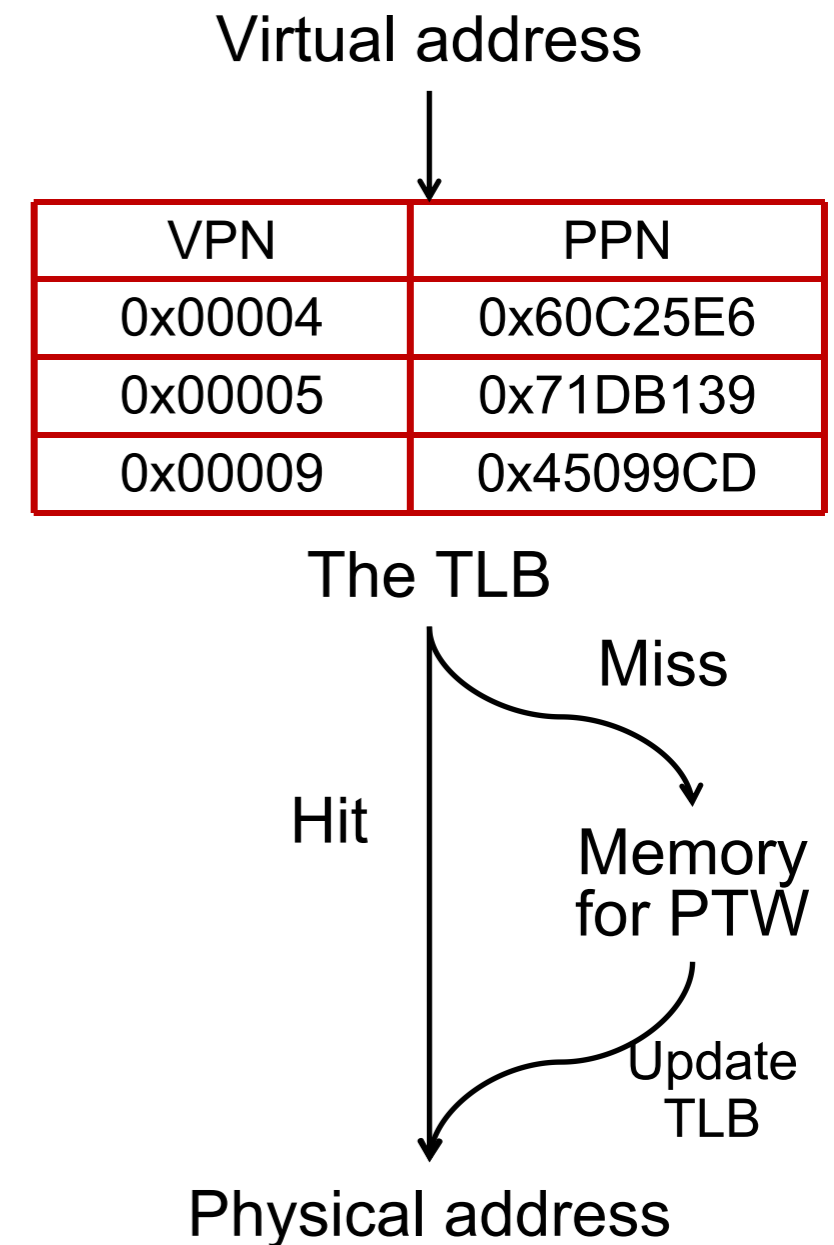 Virtual address
VPN PPN
0x00004 0x60C25E6
0x00005 0x71DB139
0x00009 0x45099CD
The TLB
Miss
Hit
Memory
for PTW
Update
TLB
Physical address